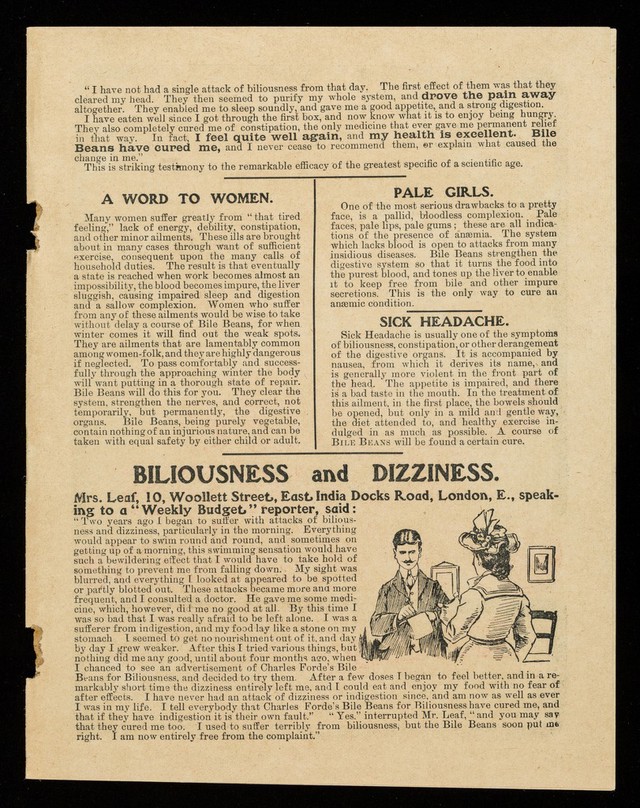 " I have not had a single attack of biliousness from that day. The first effect of them was that they
cleared my head. They then seemed to purify my whole system, and drove the pain away
altogether. They enabled me to sleep soundly, and gave me a good appetite, and a strong digestion.
I have eaten well since I got through the first box, and now know what it is to enjoy being hungry.
They also completely cured me of constipation, the only medicine that ever gave me permanent relief
in that way. In fact, I feel quite well again, and my health is excellent. Bile
Beans have cured me, and I never cease to recommend them, or explain what caused the
change in me."
This is striking testimony to the remarkable efficacy of the greatest specific of a scientific age.
A WORD TO WOMEN.
Many women suffer greatly from " that tired
feeling," lack of energy, debility, constipation,
and other minor ailments. These ills are brought
about in many cases through want of sufficient
exercise, consequent upon the many calls of
household duties. The result is that eventually
a state is reached when work becomes almost an
impossibility, the blood becomes impure, the liver
sluggish, causing impaired sleep and digestion
and a sallow complexion. Women who suffer
from any of these ailments would be wise to take
without delay a course of Bile Beans, for when
winter comes it will find out the weak spots.
They are ailments that are lamentably common
among women-folk, and they are highly dangerous
if neglected. To pass comfortably and success-
fully through the approaching winter the body
will want putting in a thorough state of repair.
Bile Beans will do this for you. They clear the
system, strengthen the nerves, and correct, not
temporarily, but permanently, the digestive
organs. Bile Beans, being purely vegetable,
contain nothing of an injurious nature, and can be
taken with equal safety by either child or adult.
PALE GIRLS.
One of the most serious drawbacks to a pretty
face, is a pallid, bloodless complexion. Pale
faces, pale lips, pale gums ; these are all indica-
tions of the presence of anæmia. The system
which lacks blood is open to attacks from many
insidious diseases. Bile Beans strengthen the
digestive system so that it turns the food into
the purest blood, and tones up the liver to enable
it to keep free from bile and other impure
secretions. This is the only way to cure an
anæmic condition.
SICK HEADACHE.
Sick Headache is usually one of the symptoms
of biliousness, constipation, or other derangement
of the digestive organs. It is accompanied by
nausea, from which it derives its name, and
is generally more violent in the front part of
the head. The appetite is impaired, and there
is a bad taste in the mouth. In the treatment of
this ailment, in the first place, the bowels should
be opened, but only in a mild and gentle way,
the diet attended to, and healthy exercise in-
dulged in as much as possible. A course of
BILE BEANS will be found a certain cure.
BILIOUSNESS and DIZZINESS.
Mrs. Leaf, 10, Woollett Street, East India Docks Road, London, E., speak-
ing to a "Weekly Budget" reporter, said :
" Two years ago I began to suffer with attacks of bilious-
ness and dizziness, particularly in the morning. Everything
would appear to swim round and round, and sometimes on
getting up of a morning, this swimming sensation would have
such a bewildering effect that I would have to take hold of
something to prevent me from falling down. My sight was
blurred, and everything I looked at appeared to be spotted
or partly blotted out. These attacks became more and more
frequent, and I consulted a doctor. He gave me some medi-
cine, which, however, did me no good at all. By this time I
was so bad that I was really afraid to be left alone. I was a
sufferer from indigestion, and my food lay like a stone on my
stomach I seemed to get no nourishment out of it, and day
by day I grew weaker. After this I tried various things, but
nothing did me any good, until about four months ago, when
I chanced to see an advertisement of Charles Forde's Bile
Beans for Biliousness, and decided to try them After a few doses I began to feel better, and in a re-
markably short time the dizziness entirely left me, and I could eat and enjoy my food with no fear of
after effects. I have never had an attack of dizziness or indigestion since, and am now as well as ever
I was in my life. I tell everybody that Charles Forde's Bile Beans for Biliousness have cured me, and
that if they have indigestion it is their own fault." " Yes," interrupted Mr. Leaf, "and you may say
that they cured me too. I used to suffer terribly from biliousness, but the Bile Beans soon put me
right. I am now entirely free from the complaint."